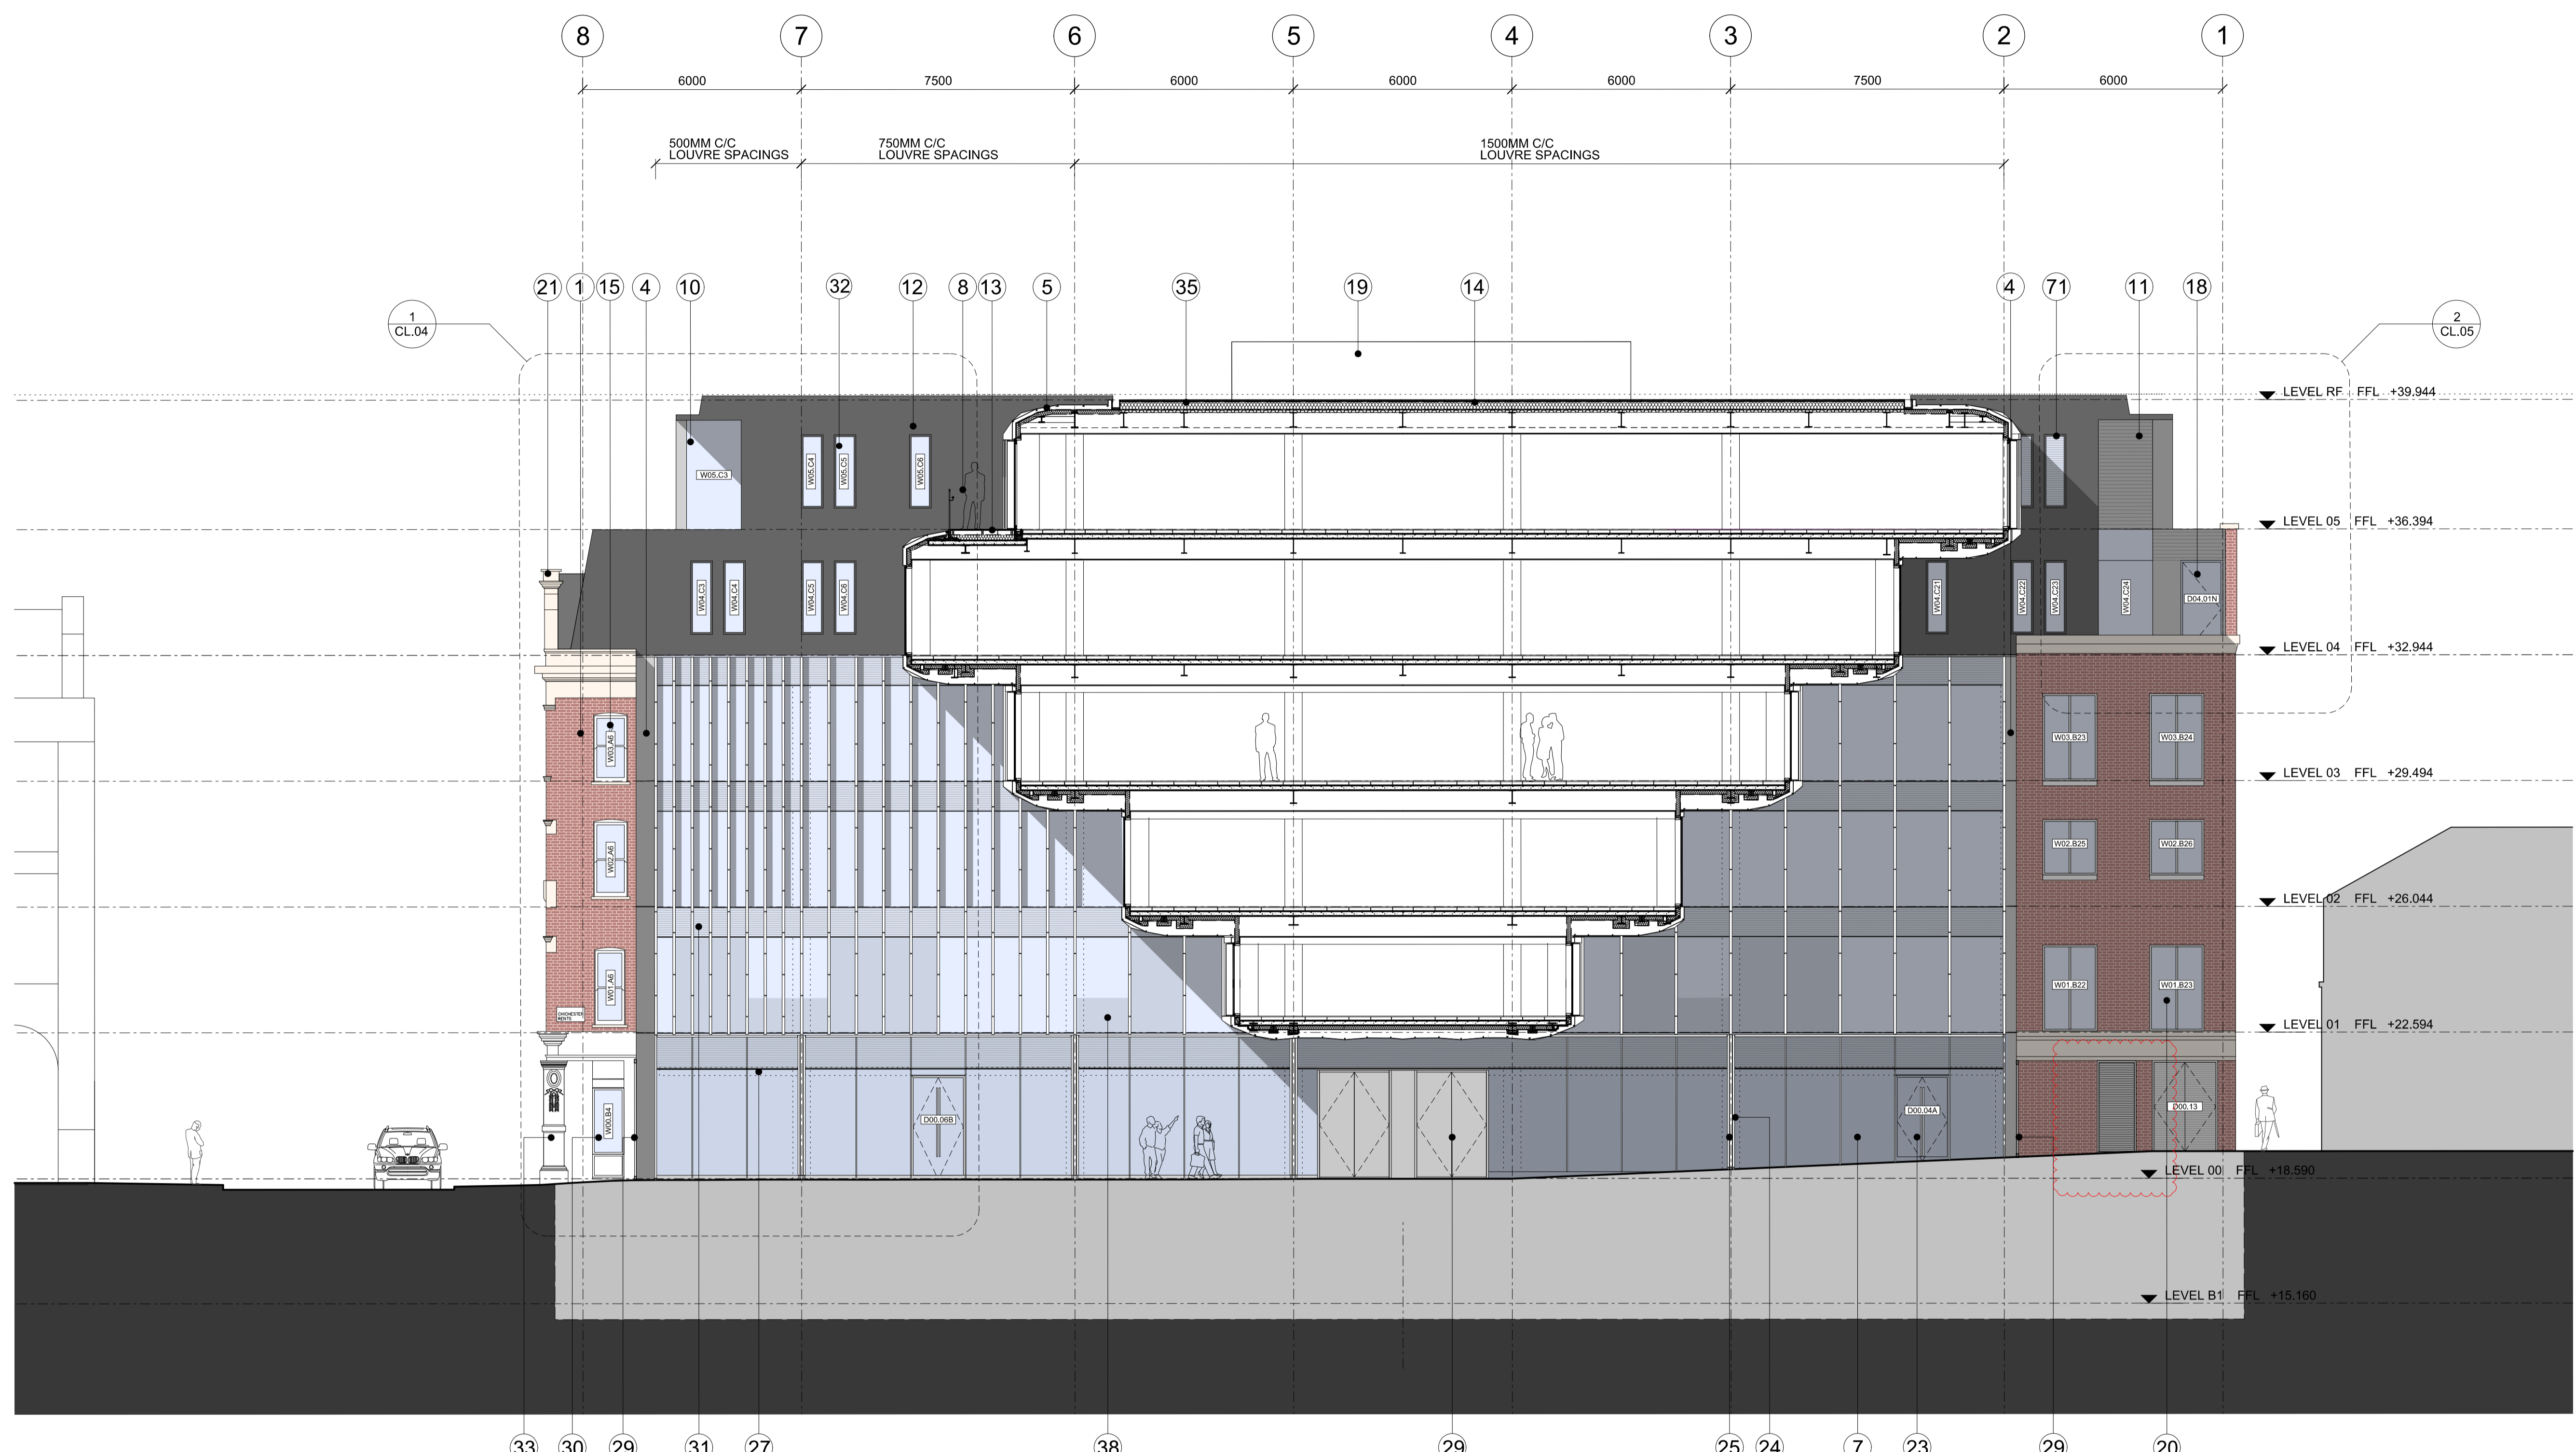 8 7 6 5 4 3 2 1
6000 7500 6000 6000 6000 7500 6000
500MM C/C
LOUVRE SPACINGS
750MM C/C
LOUVRE SPACINGS
1500MM C/C
LOUVRE SPACINGS
21 1 15 4 10 32 12 8 13 5 35 19 14 4 71 11 18
1
CL.04
2
CL.05
LEVEL RF FFL +39.944
W05.C3
W05.C4
W05.C5
W05.C6
LEVEL 05 FFL +36.394
W04.C3
W04.C4
W04.C5
W04.C6
W04.C21
W04.C22
W04.C23
W04.C24
D04.01N
LEVEL 04 FFL +32.944
W03.A6
W03.B23
W03.B24
LEVEL 03 FFL +29.494
W02.A6
W02.B25
W02.B26
LEVEL 02 FFL +26.044
W01.A6
W01.B22
W01.B23
CHICHESTER
RENTS
LEVEL 01 FFL +22.594
W00.B4
D00.06B
D00.04A
D00.13
LEVEL 00 FFL +18.590
LEVEL B1 FFL +15.160
33 30 29 31 27 38 29 25 24 7 23 29 20